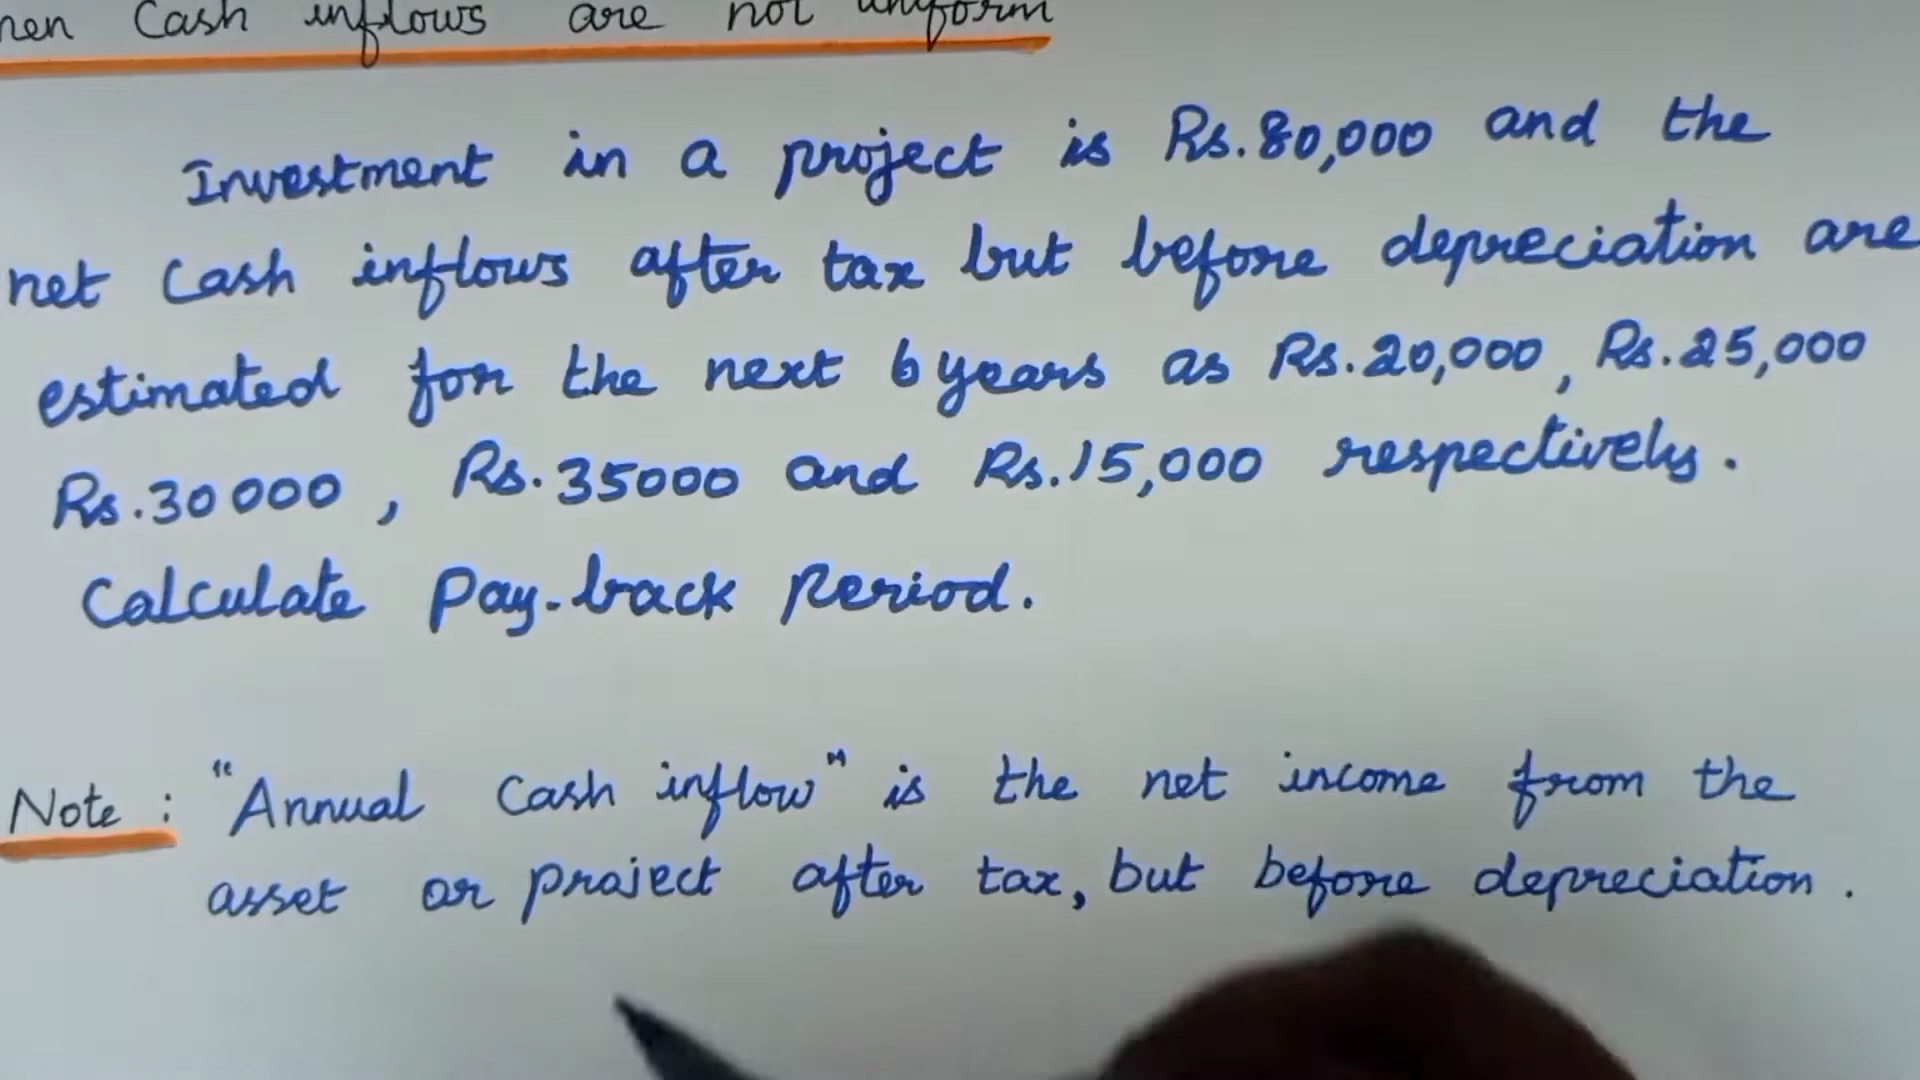 Cash inflows are not uniform
Investment in a project is Rs.80,000 and the
net cash inflows after tax but before depreciation are
estimated for the next 6 years as Rs.20,000, Rs.25,000
Rs.30000, Rs.35000 and Rs.15,000 respectively.
Calculate Pay-back Period.
Note : "Annual Cash inflow" is the net income from the
asset or project after tax, but before depreciation.